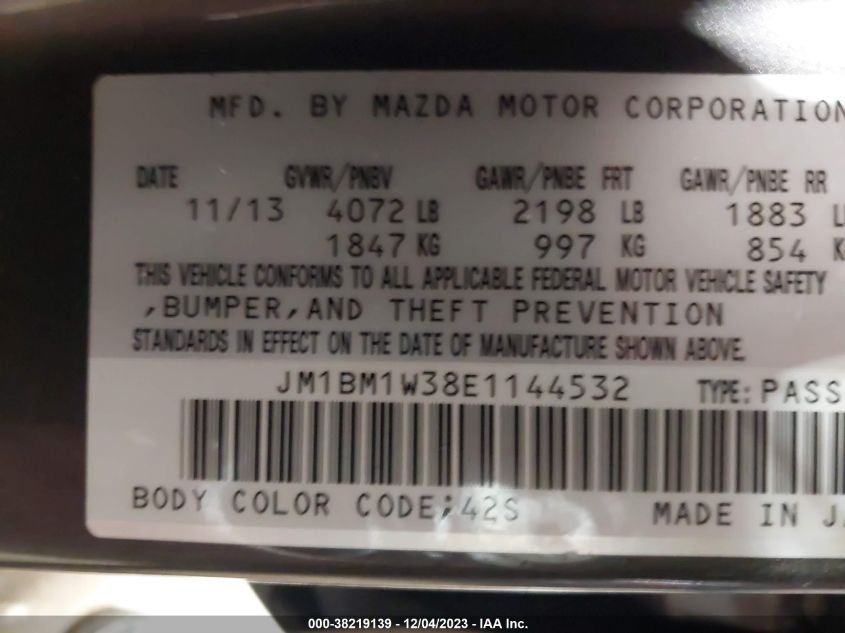 MFD. BY MAZDA MOTOR CORPORATION
DATE GVWR/PNBV GAWR/PNBE FRT GAWR/PNBE RR
11/13 4072 LB 2198 LB 1883
1847 KG 997 KG 854
THIS VEHICLE CONFORMS TO ALL APPLICABLE FEDERAL MOTOR VEHICLE SAFETY
,BUMPER,AND THEFT PREVENTION
STANDARDS IN EFFECT ON THE DATE OF MANUFACTURE SHOWN ABOVE.
JM1BM1W38E1144532 TYPE: PASS
BODY COLOR CODE;42S MADE IN
000-38219139 - 12/04/2023 - IAA Inc.